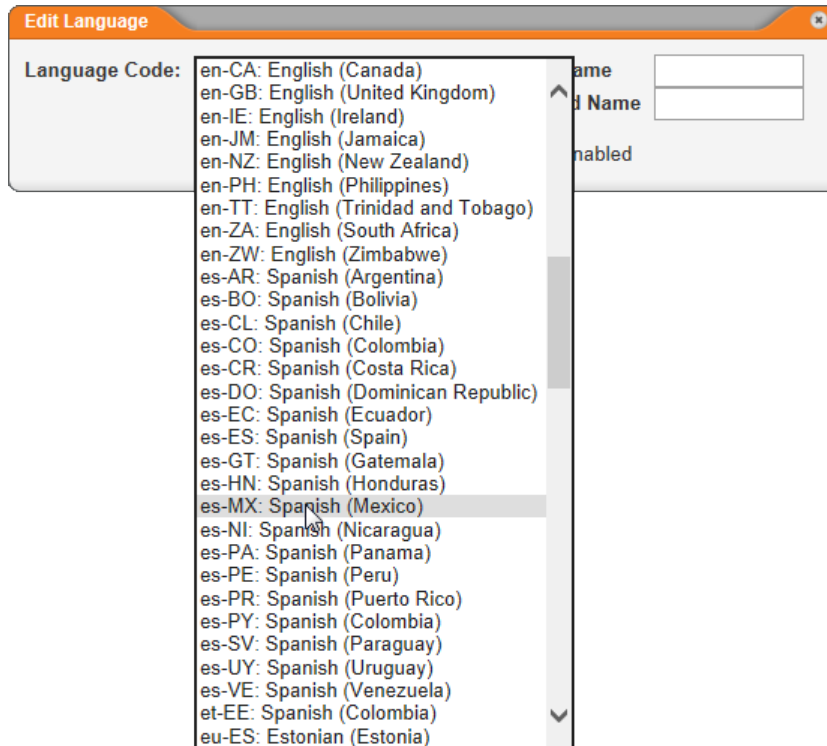 Edit Language
Language Code:
en-CA: English (Canada)
en-GB: English (United Kingdom)
en-IE: English (Ireland)
en-JM: English (Jamaica)
en-NZ: English (New Zealand)
en-PH: English (Philippines)
en-TT: English (Trinidad and Tobago)
en-ZA: English (South Africa)
en-ZW: English (Zimbabwe)
es-AR: Spanish (Argentina)
es-BO: Spanish (Bolivia)
es-CL: Spanish (Chile)
es-CO: Spanish (Colombia)
es-CR: Spanish (Costa Rica)
es-DO: Spanish (Dominican Republic)
es-EC: Spanish (Ecuador)
es-ES: Spanish (Spain)
es-GT: Spanish (Gatemala)
es-HN: Spanish (Honduras)
es-MX: Spanish (Mexico)
es-NI: Spanish (Nicaragua)
es-PA: Spanish (Panama)
es-PE: Spanish (Peru)
es-PR: Spanish (Puerto Rico)
es-PY: Spanish (Colombia)
es-SV: Spanish (Paraguay)
es-UY: Spanish (Uruguay)
es-VE: Spanish (Venezuela)
et-EE: Spanish (Colombia)
eu-ES: Estonian (Estonia)
ame
d Name
nabled